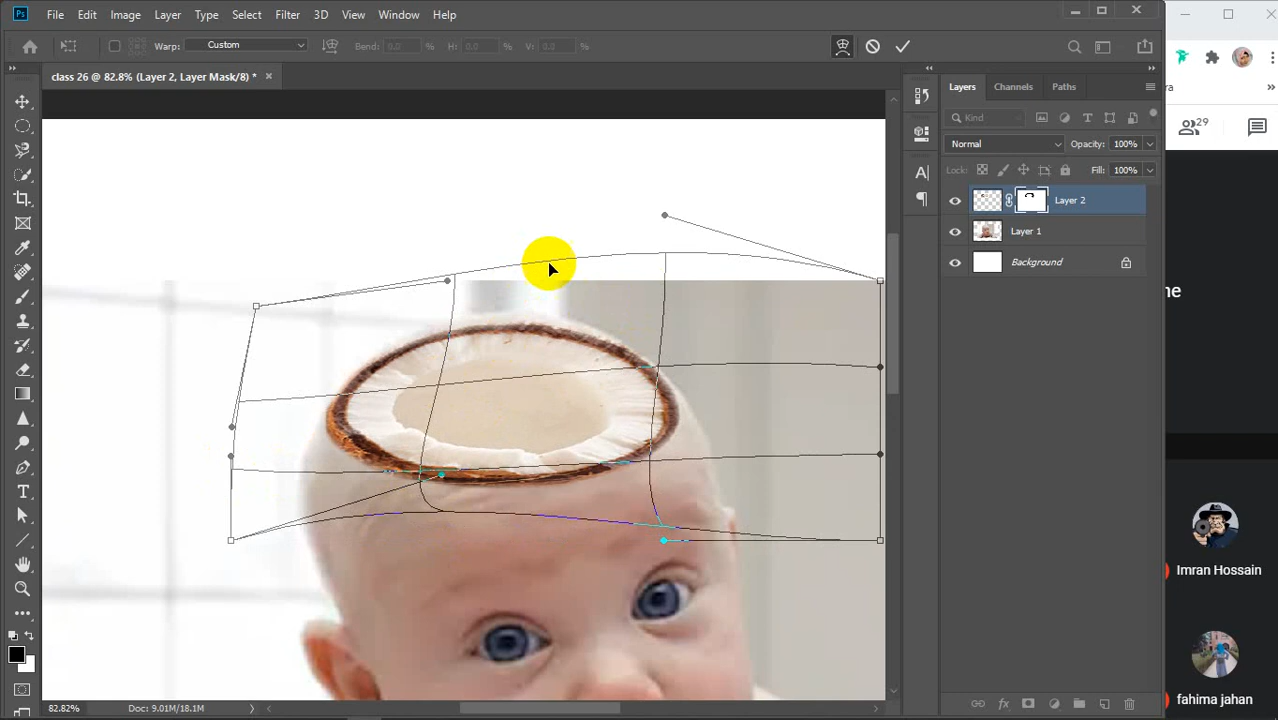 Ps File Edit Image Layer Type Select Filter 3D View Window Help
Warp: Custom Bend: 0.0 % H: 0.0 % V: 0.0 %
class 26 @ 82.8% (Layer 2, Layer Mask/8) *
Layers Channels Paths
Kind
Normal Opacity: 100%
Lock: Fill: 100%
Layer 2
Layer 1
Background
82.82% Doc: 9.01M/18.1M
ra
29
ne
Imran Hossain
fahima jahan